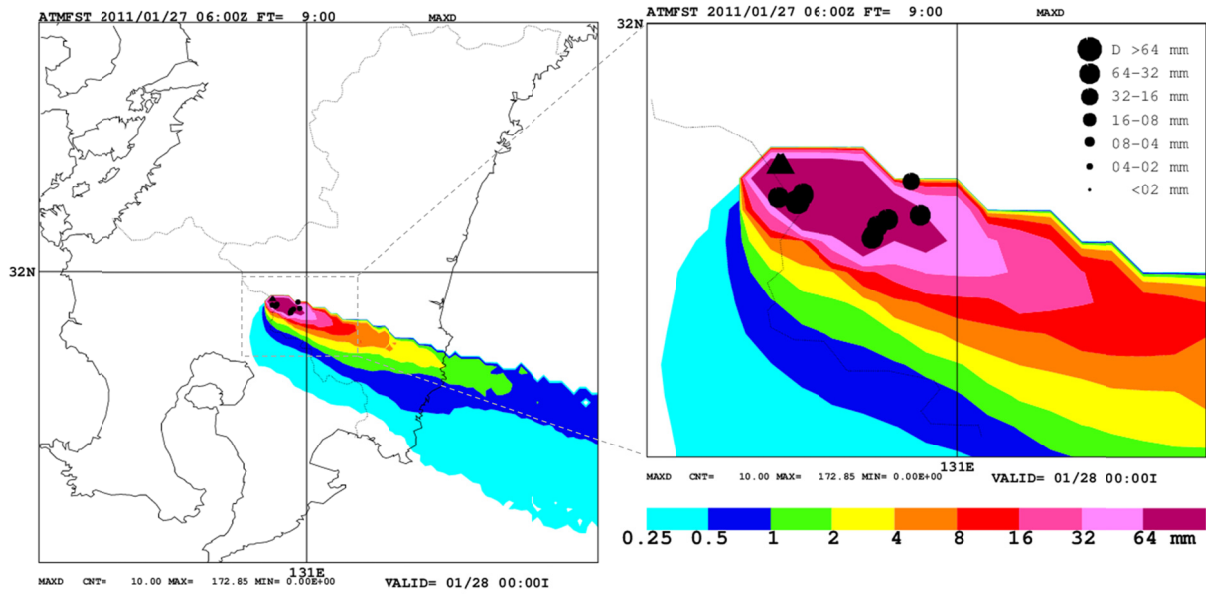 ATMFST 2011/01/27 06:00Z FT= 9:00 MAXD
32N
131E
MAXD CNT= 10.00 MAX= 172.85 MIN= 0.00E+00 VALID= 01/28 00:00I
ATMFST 2011/01/27 06:00Z FT= 9:00 MAXD
32N
D >64 mm
64-32 mm
32-16 mm
16-08 mm
08-04 mm
04-02 mm
<02 mm
131E
MAXD CNT= 10.00 MAX= 172.85 MIN= 0.00E+00 VALID= 01/28 00:00I
0.25 0.5 1 2 4 8 16 32 64 mm